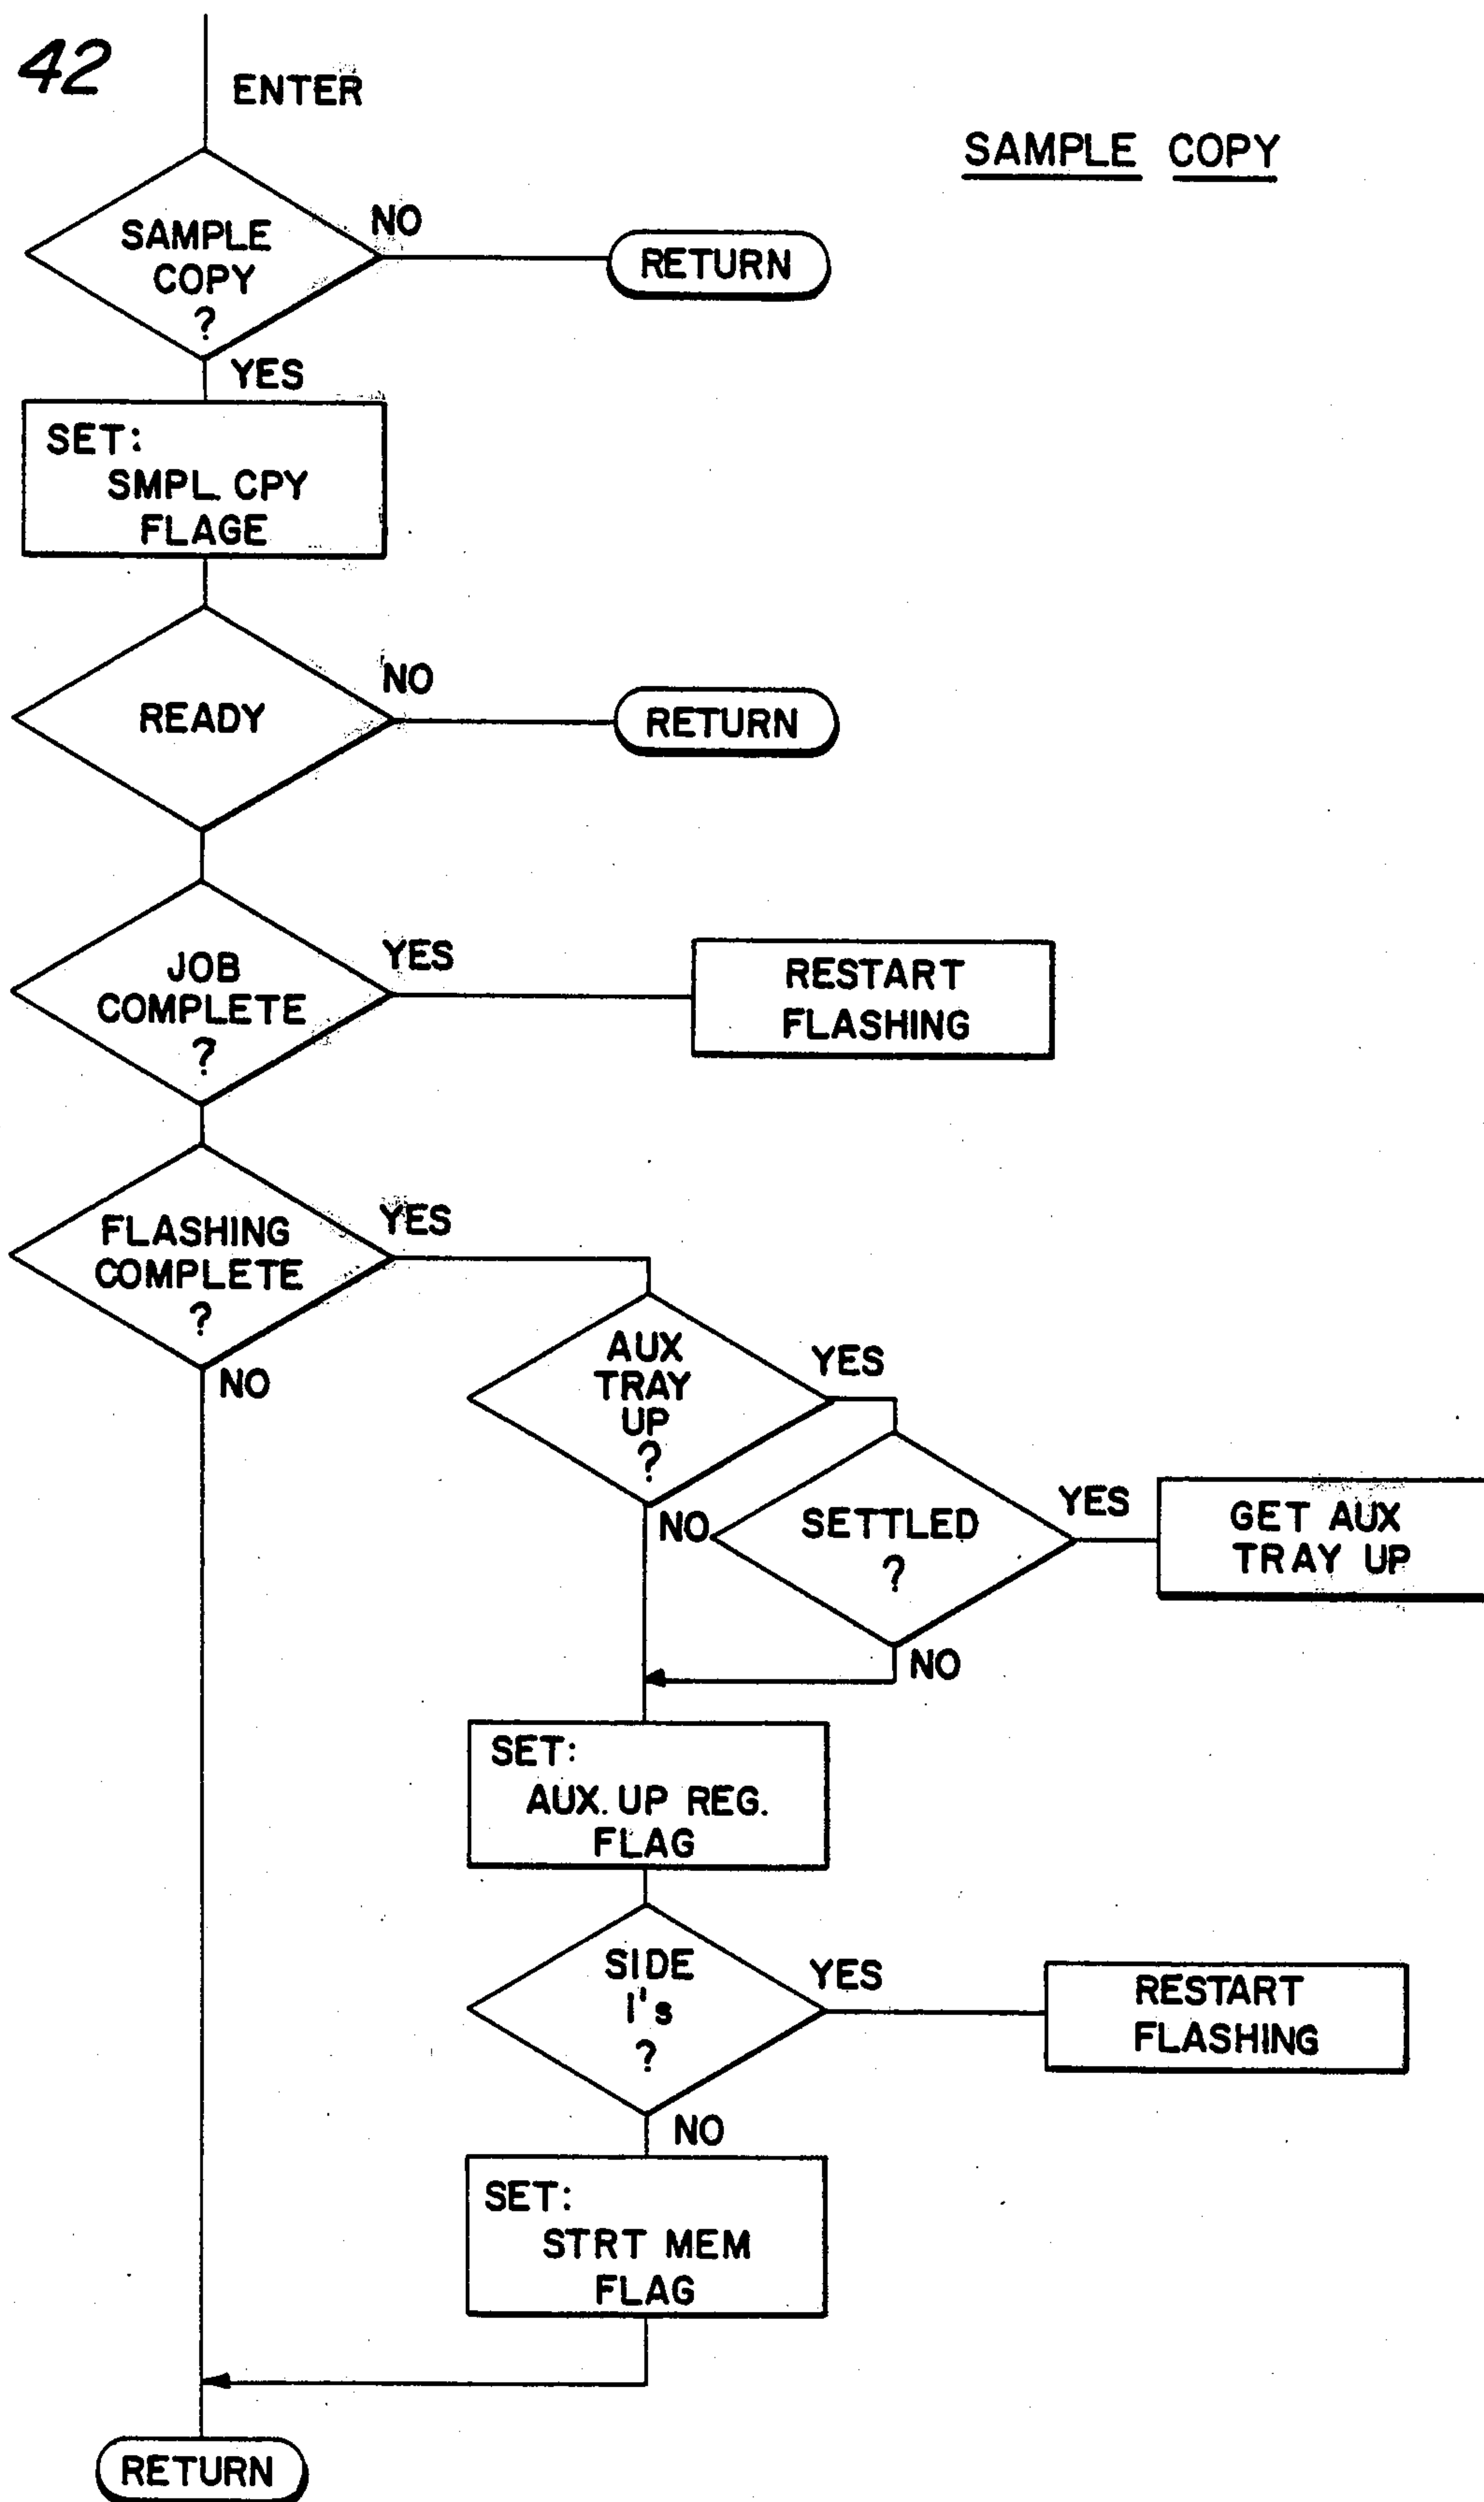 42
ENTER
SAMPLE COPY
SAMPLE
COPY
?
NO
RETURN
YES
SET:
SMPL CPY
FLAGE
READY
NO
RETURN
JOB
COMPLETE
?
YES
RESTART
FLASHING
FLASHING
COMPLETE
?
YES
NO
AUX
TRAY
UP
?
YES
NO
SETTLED
?
YES
GET AUX
TRAY UP
NO
SET:
AUX. UP REG.
FLAG
SIDE
1's
?
YES
RESTART
FLASHING
NO
SET:
STRT MEM
FLAG
RETURN